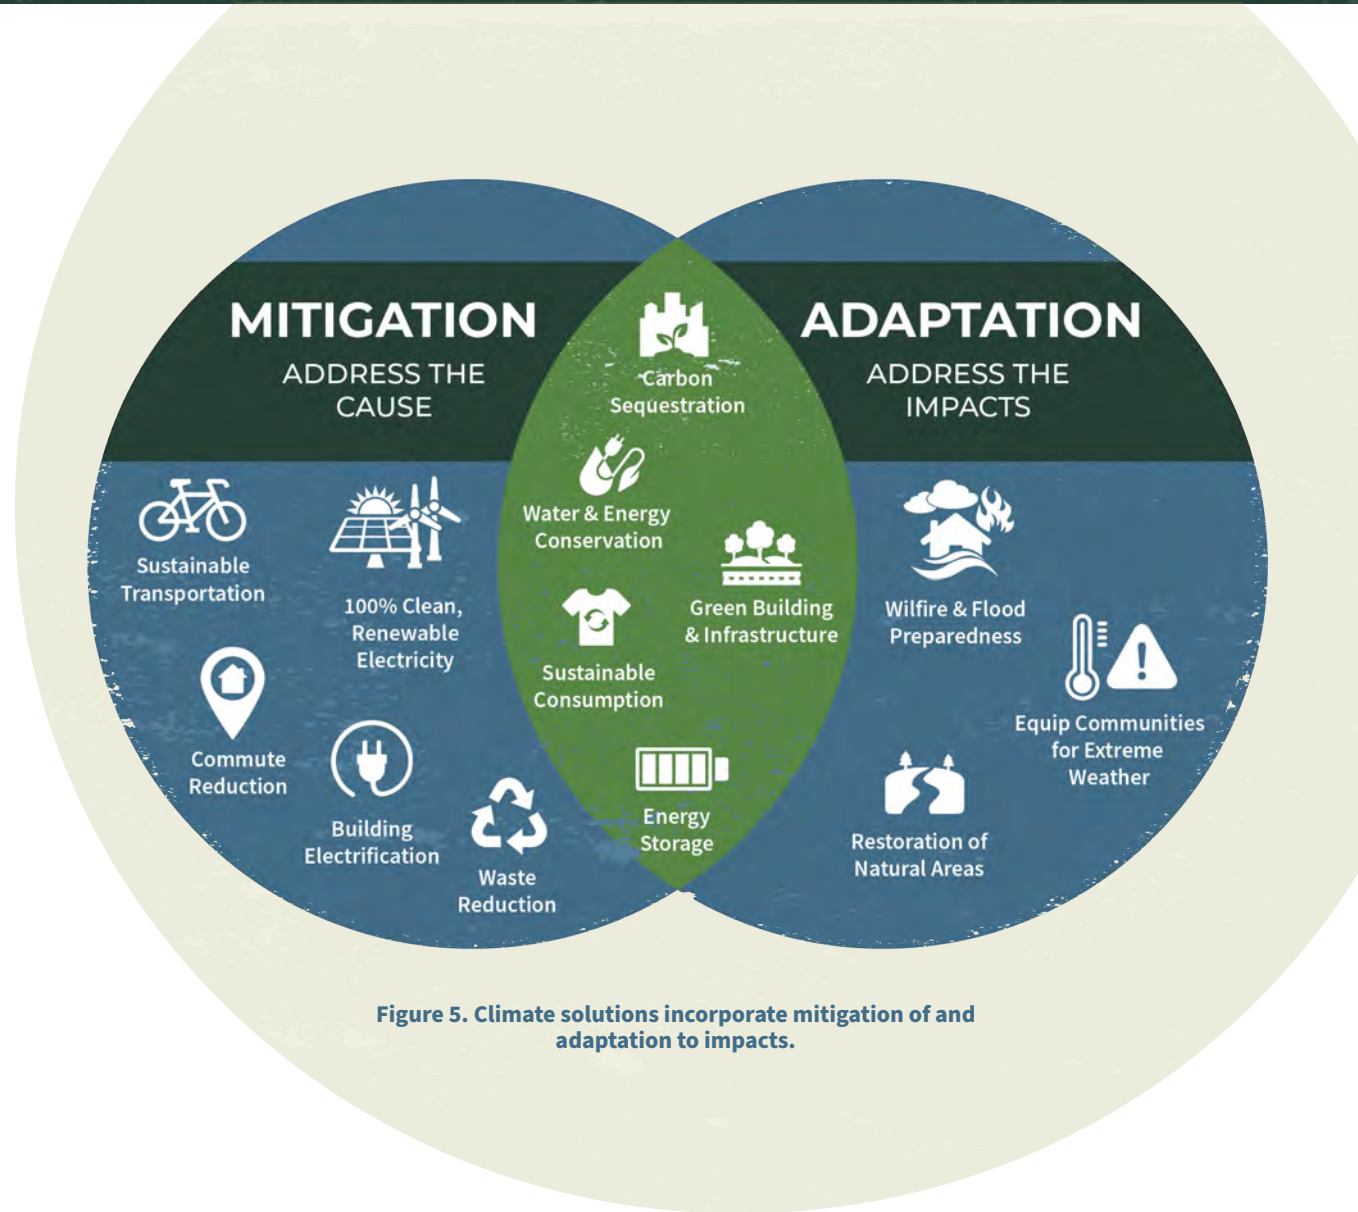 MITIGATION
ADDRESS THE
CAUSE
ADAPTATION
ADDRESS THE
IMPACTS
Carbon
Sequestration
Water & Energy
Conservation
Green Building
& Infrastructure
Sustainable
Consumption
Energy
Storage
Sustainable
Transportation
100% Clean,
Renewable
Electricity
Commute
Reduction
Building
Electrification
Waste
Reduction
Wilfire & Flood
Preparedness
Equip Communities
for Extreme
Weather
Restoration of
Natural Areas
Figure 5. Climate solutions incorporate mitigation of and
adaptation to impacts.